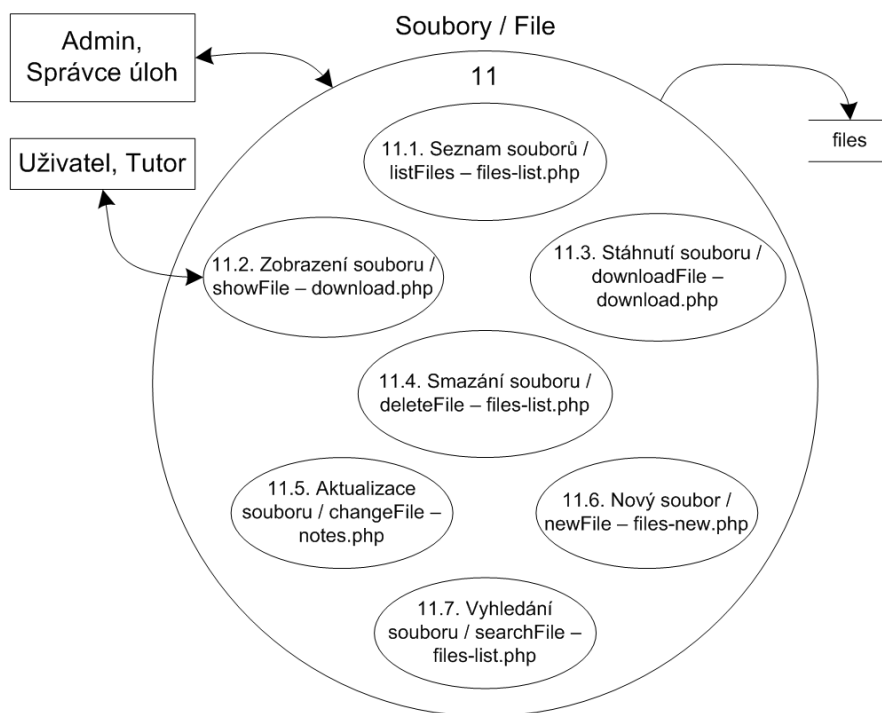 Soubory / File
Admin,
Správce úloh
11
Uživatel, Tutor
files
11.1. Seznam souborů /
listFiles – files-list.php
11.2. Zobrazení souboru /
showFile – download.php
11.3. Stáhnutí souboru /
downloadFile –
download.php
11.4. Smazání souboru /
deleteFile – files-list.php
11.5. Aktualizace
souboru / changeFile –
notes.php
11.6. Nový soubor /
newFile – files-new.php
11.7. Vyhledání
souboru / searchFile –
files-list.php